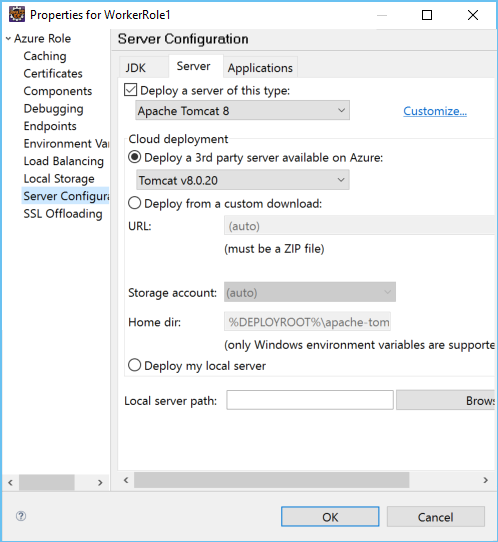 Properties for WorkerRole1
Azure Role
Caching
Certificates
Components
Debugging
Endpoints
Environment Va
Load Balancing
Local Storage
Server Configura
SSL Offloading
Server Configuration
JDK Server Applications
Deploy a server of this type:
Apache Tomcat 8 Customize...
Cloud deployment
Deploy a 3rd party server available on Azure:
Tomcat v8.0.20
Deploy from a custom download:
URL: (auto)
(must be a ZIP file)
Storage account: (auto)
Home dir: %DEPLOYROOT%\apache-tom
(only Windows environment variables are supporte
Deploy my local server
Local server path: Brows
? OK Cancel